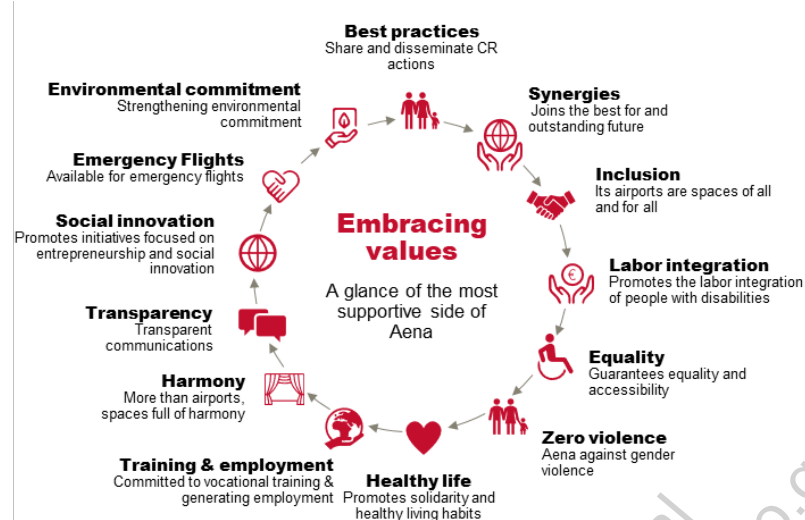 Best practices
Share and disseminate CR
actions
Synergies
Joins the best for and
outstanding future
Inclusion
Its airports are spaces of all
and for all
Labor integration
Promotes the labor integration
of people with disabilities
Equality
Guarantees equality and
accessibility
Zero violence
Aena against gender
violence
Healthy life
Promotes solidarity and
healthy living habits
Training & employment
Committed to vocational training &
generating employment
Harmony
More than airports,
spaces full of harmony
Transparency
Transparent
communications
Social innovation
Promotes initiatives focused on
entrepreneurship and social
innovation
Emergency Flights
Available for emergency flights
Environmental commitment
Strengthening environmental
commitment
Embracing
values
A glance of the most
supportive side of
Aena
€